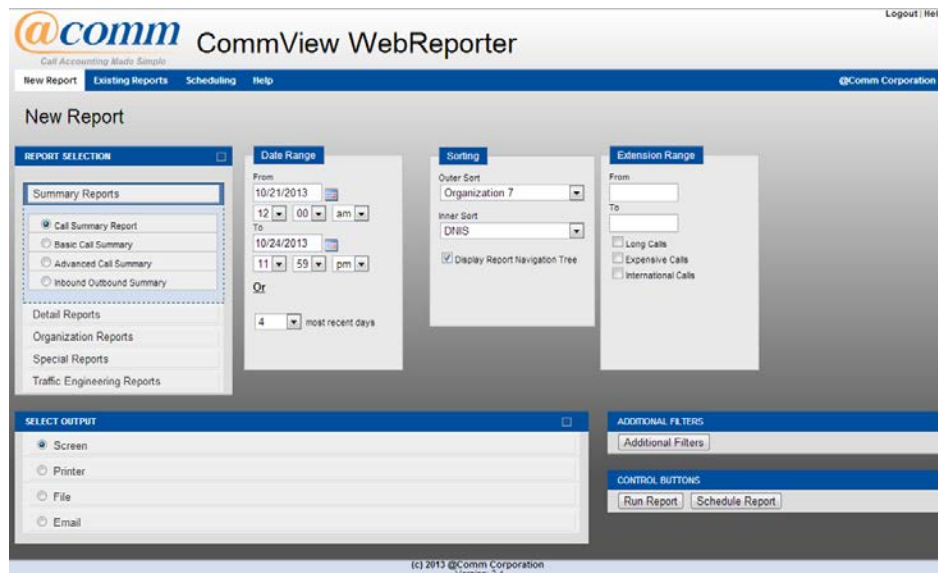 Logout | Hel
@comm
Call Accounting Made Simple
CommView WebReporter
New Report Existing Reports Scheduling Help @Comm Corporation
New Report
REPORT SELECTION
Summary Reports
Call Summary Report
Basic Call Summary
Advanced Call Summary
Inbound Outbound Summary
Detail Reports
Organization Reports
Special Reports
Traffic Engineering Reports
Date Range
From
10/21/2013
12 00 am
To
10/24/2013
11 59 pm
Or
4 most recent days
Sorting
Outer Sort
Organization 7
Inner Sort
DNIS
Display Report Navigation Tree
Extension Range
From
To
Long Calls
Expensive Calls
International Calls
SELECT OUTPUT
Screen
Printer
File
Email
ADDITIONAL FILTERS
Additional Filters
CONTROL BUTTONS
Run Report Schedule Report
(c) 2013 @Comm Corporation